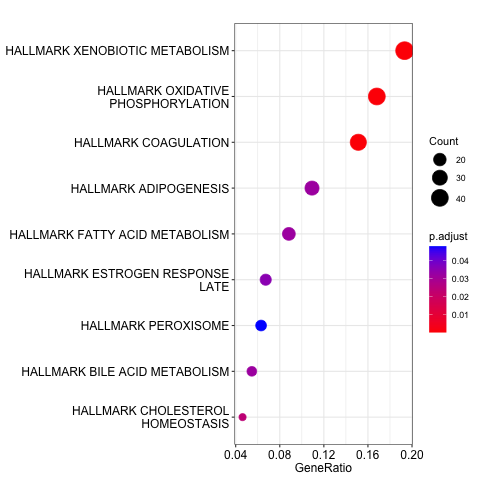 HALLMARK XENOBIOTIC METABOLISM
HALLMARK OXIDATIVE
PHOSPHORYLATION
HALLMARK COAGULATION
HALLMARK ADIPOGENESIS
HALLMARK FATTY ACID METABOLISM
HALLMARK ESTROGEN RESPONSE
LATE
HALLMARK PEROXISOME
HALLMARK BILE ACID METABOLISM
HALLMARK CHOLESTEROL
HOMEOSTASIS
0.04 0.08 0.12 0.16 0.20
GeneRatio
Count
20
30
40
p.adjust
0.04
0.03
0.02
0.01